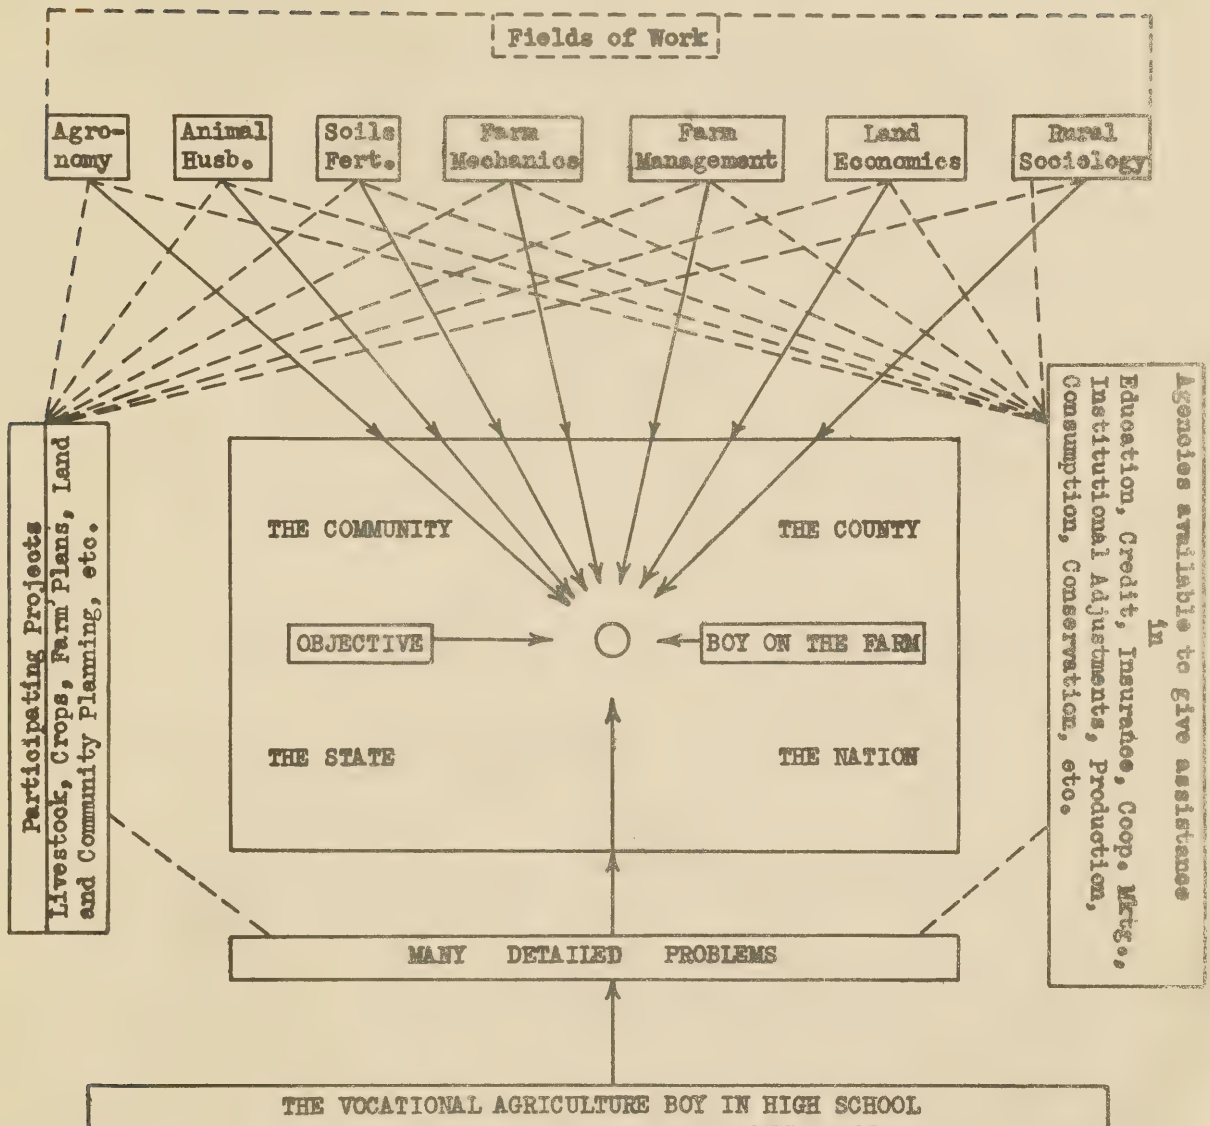 Fields of Work
Agro-
nomy
Animal
Husb.
Soils
Fert.
Farm
Mechanics
Farm
Management
Land
Economics
Rural
Sociology
Participating Projects
Livestock, Crops, Farm Plans, Land
and Community Planning, etc.
Agencies available to give assistance
in
Education, Credit, Insurance, Coop. Mktg.,
Institutional Adjustments, Production,
Consumption, Conservation, etc.
THE COMMUNITY
THE COUNTY
OBJECTIVE
BOY ON THE FARM
THE STATE
THE NATION
MANY DETAILED PROBLEMS
THE VOCATIONAL AGRICULTURE BOY IN HIGH SCHOOL